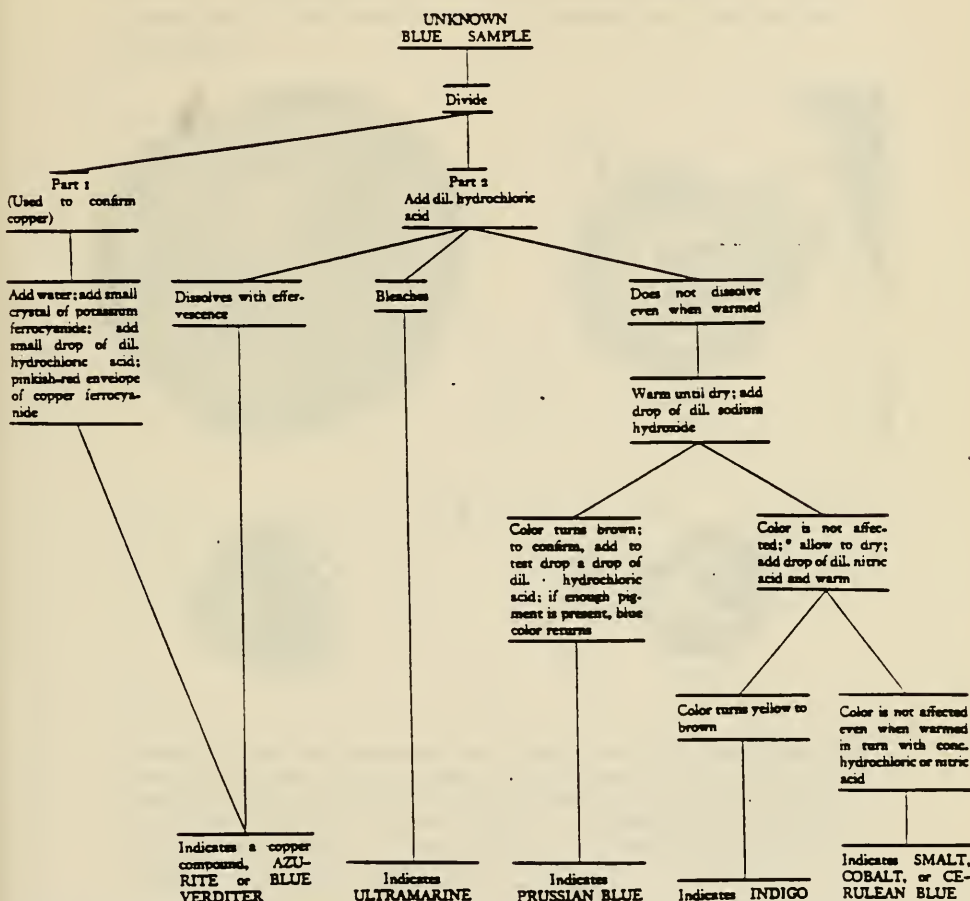 UNKNOWN
BLUE SAMPLE
Divide
Part 1
(Used to confirm
copper)
Part 2
Add dil. hydrochloric
acid
Add water; add small
crystal of potassium
ferrocyanide; add
small drop of dil.
hydrochloric acid;
pinkish-red envelope
of copper ferrocya-
nide
Dissolves with effer-
vescence
Bleaches
Does not dissolve
even when warmed
Warm until dry; add
drop of dil. sodium
hydroxide
Color turns brown;
to confirm, add to
test drop a drop of
dil. hydrochloric
acid; if enough pig-
ment is present, blue
color returns
Color is not affec-
ted;* allow to dry;
add drop of dil. nitric
acid and warm
Color turns yellow to
brown
Color is not affected
even when warmed
in turn with conc.
hydrochloric or nitric
acid
Indicates a copper
compound, AZU-
RITE or BLUE
VERDITER
Indicates
ULTRAMARINE
Indicates
PRUSSIAN BLUE
Indicates INDIGO
Indicates SMALT,
COBALT, or CE-
RULEAN BLUE